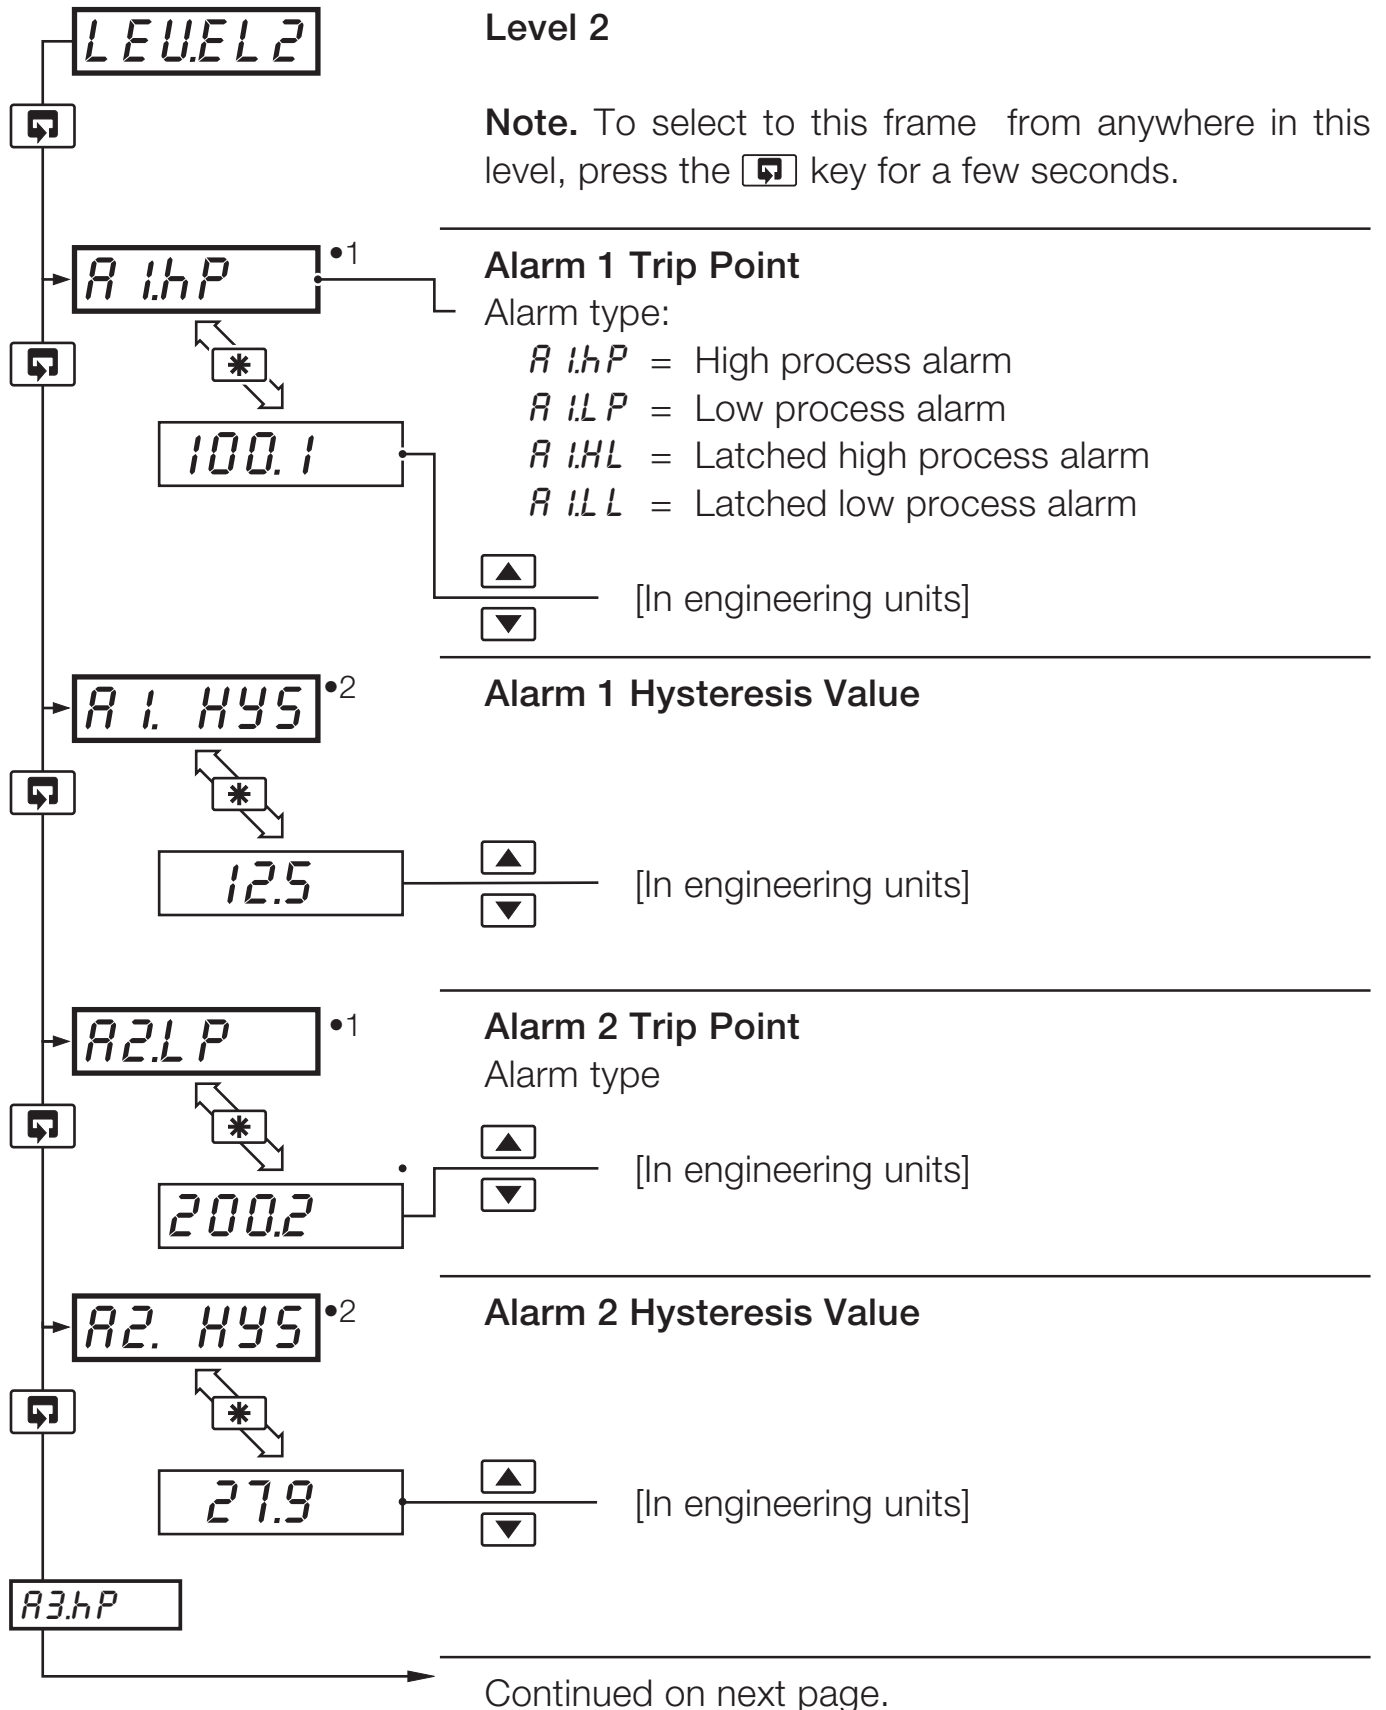 LEV.EL2
Level 2
Note. To select to this frame from anywhere in this
level, press the key for a few seconds.
A1.hP
•1
Alarm 1 Trip Point
Alarm type:
A1.hP = High process alarm
A1.LP = Low process alarm
A1.HL = Latched high process alarm
A1.LL = Latched low process alarm
100.1
[In engineering units]
A1. HYS
•2
Alarm 1 Hysteresis Value
12.5
[In engineering units]
A2.LP
•1
Alarm 2 Trip Point
Alarm type
[In engineering units]
200.2
A2. HYS
•2
Alarm 2 Hysteresis Value
27.9
[In engineering units]
A3.hP
Continued on next page.